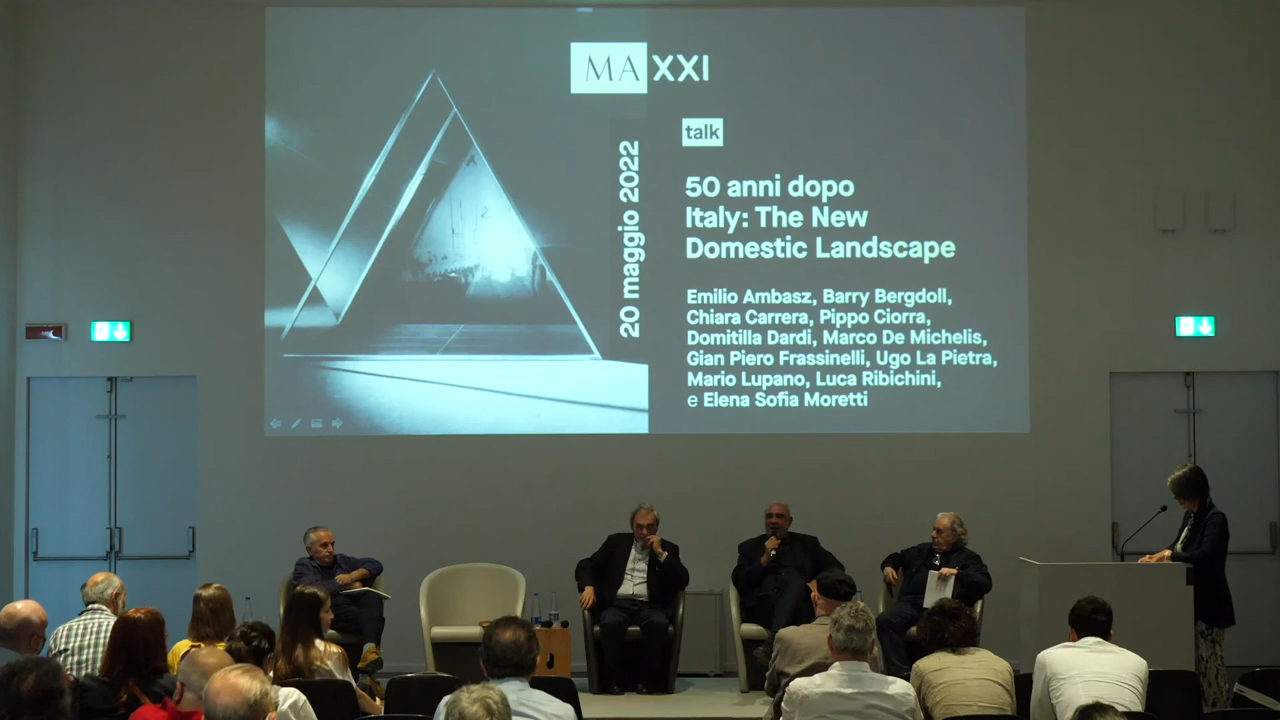 MAXXI
talk
20 maggio 2022
50 anni dopo
Italy: The New
Domestic Landscape
Emilio Ambasz, Barry Bergdoll,
Chiara Carrera, Pippo Ciorra,
Domitilla Dardi, Marco De Michelis,
Gian Piero Frassinelli, Ugo La Pietra,
Mario Lupano, Luca Ribichini,
e Elena Sofia Moretti